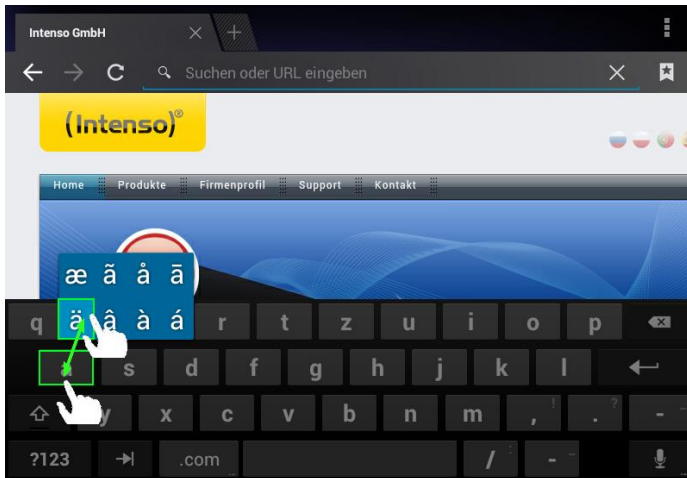 Intenso GmbH
Suchen oder URL eingeben
(Intenso)®
Home Produkte Firmenprofil Support Kontakt
æ ã å ā
ä â à á
q r t z u i o p
a s d f g h j k l
y x c v b n m , ! . ? -
?123 .com / : - _